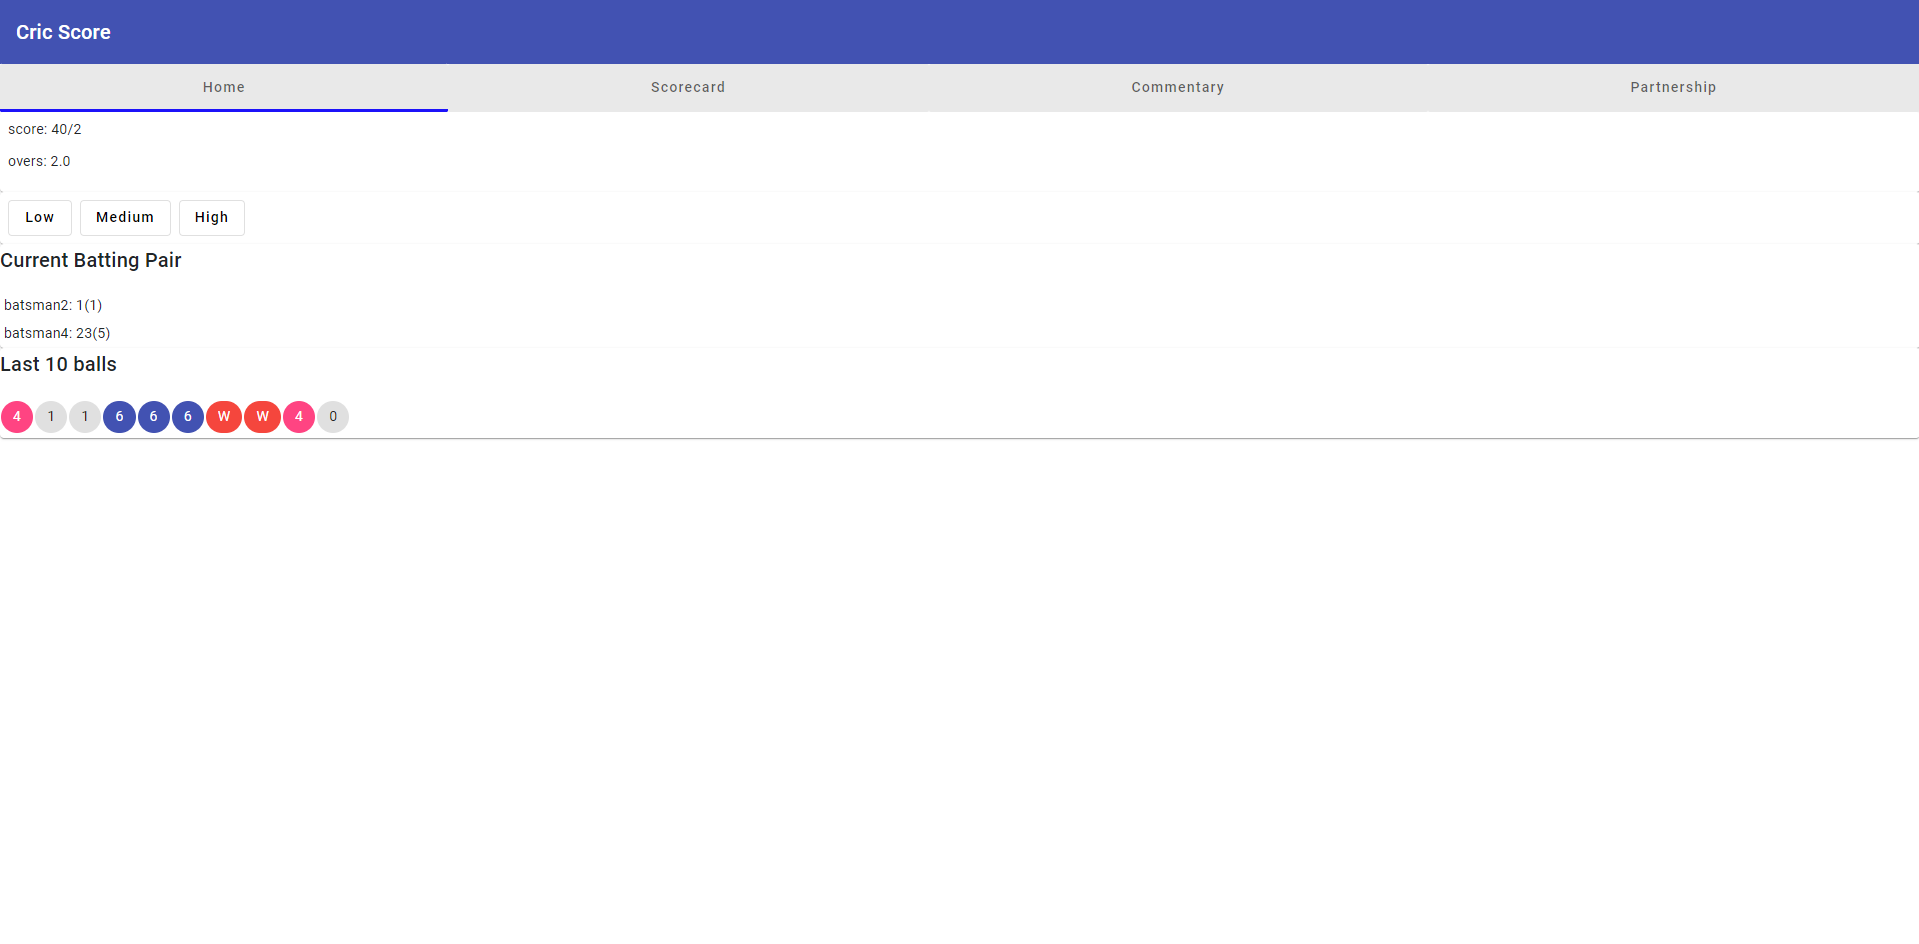 Cric Score
Home Scorecard Commentary Partnership
score: 40/2
overs: 2.0
Low Medium High
Current Batting Pair
batsman2: 1(1)
batsman4: 23(5)
Last 10 balls
4 1 1 6 6 6 W W 4 0